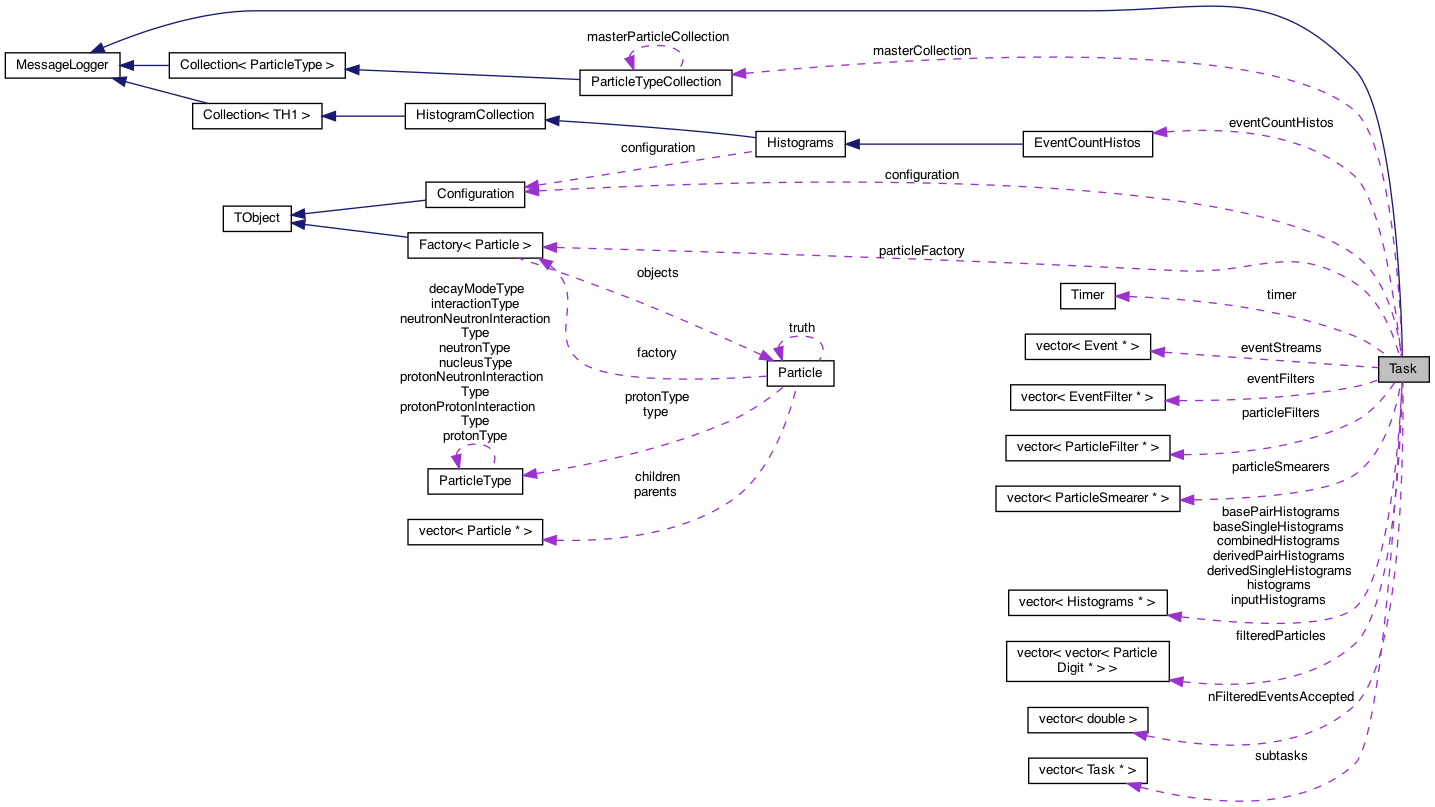 masterParticleCollection
masterCollection
MessageLogger
Collection< ParticleType >
ParticleTypeCollection
Collection< TH1 >
HistogramCollection
eventCountHistos
Histograms
EventCountHistos
configuration
configuration
Configuration
TObject
Factory< Particle >
particleFactory
objects
decayModeType
interactionType
neutronNeutronInteraction
Type
neutronType
nucleusType
protonNeutronInteraction
Type
protonProtonInteraction
Type
protonType
factory
truth
Particle
protonType
type
ParticleType
children
parents
vector< Particle * >
Timer
timer
vector< Event * >
eventStreams
Task
vector< EventFilter * >
eventFilters
particleFilters
vector< ParticleFilter * >
particleSmearers
vector< ParticleSmearer * >
basePairHistograms
baseSingleHistograms
combinedHistograms
derivedPairHistograms
derivedSingleHistograms
histograms
inputHistograms
vector< Histograms * >
filteredParticles
vector< vector< Particle
Digit * > >
nFilteredEventsAccepted
vector< double >
subtasks
vector< Task * >